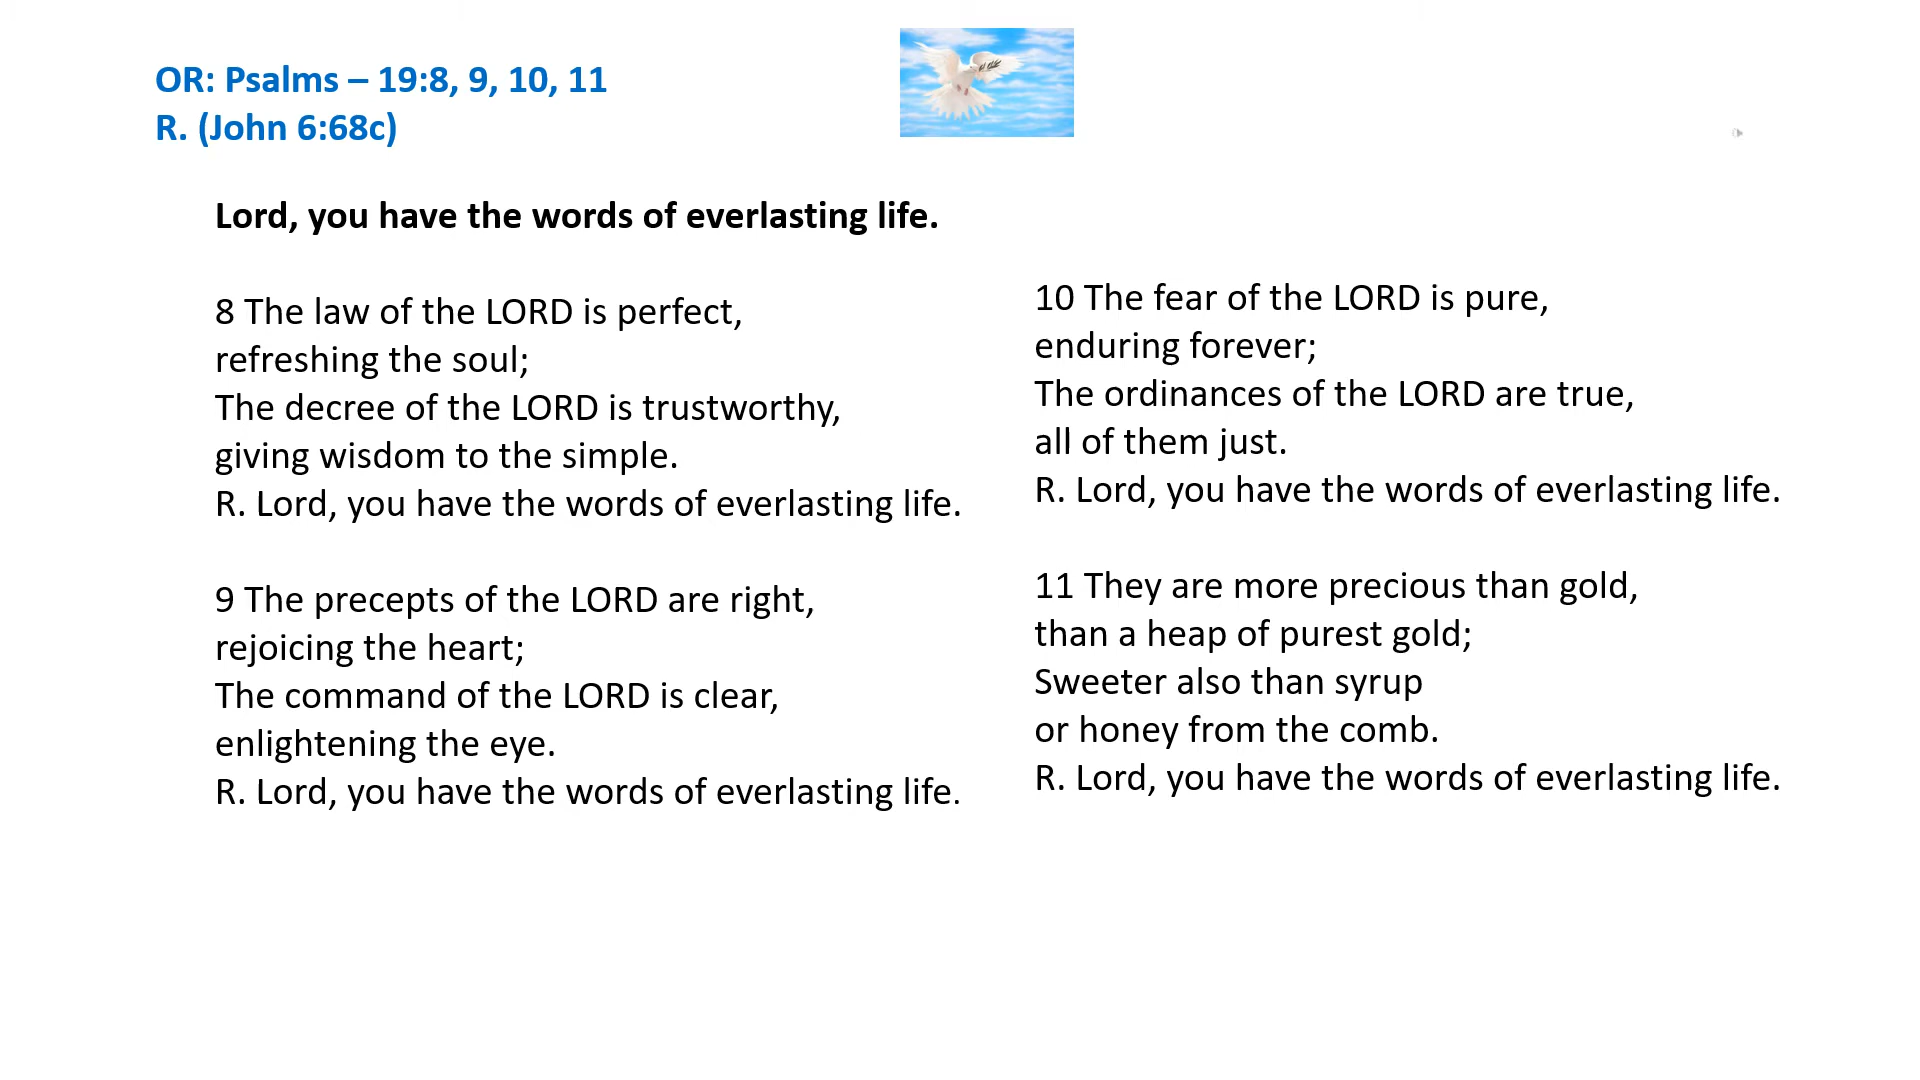 OR: Psalms – 19:8, 9, 10, 11
R. (John 6:68c)
Lord, you have the words of everlasting life.
8 The law of the LORD is perfect,
refreshing the soul;
The decree of the LORD is trustworthy,
giving wisdom to the simple.
R. Lord, you have the words of everlasting life.
9 The precepts of the LORD are right,
rejoicing the heart;
The command of the LORD is clear,
enlightening the eye.
R. Lord, you have the words of everlasting life.
10 The fear of the LORD is pure,
enduring forever;
The ordinances of the LORD are true,
all of them just.
R. Lord, you have the words of everlasting life.
11 They are more precious than gold,
than a heap of purest gold;
Sweeter also than syrup
or honey from the comb.
R. Lord, you have the words of everlasting life.